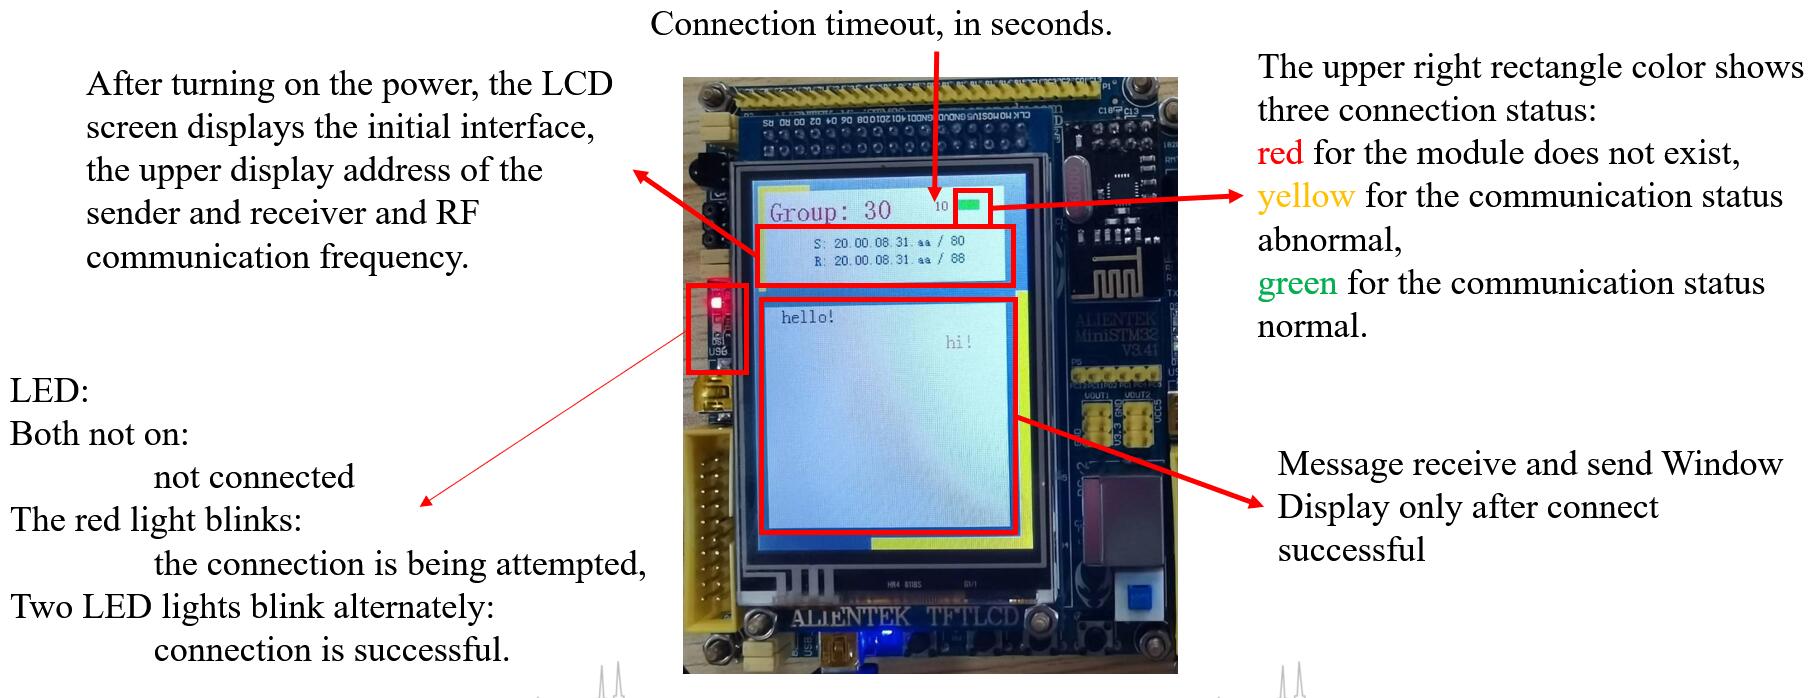 Connection timeout, in seconds.
After turning on the power, the LCD
screen displays the initial interface,
the upper display address of the
sender and receiver and RF
communication frequency.
The upper right rectangle color shows
three connection status:
red for the module does not exist,
yellow for the communication status
abnormal,
green for the communication status
normal.
LED:
Both not on:
not connected
The red light blinks:
the connection is being attempted,
Two LED lights blink alternately:
connection is successful.
Message receive and send Window
Display only after connect
successful
Group: 30
10
S: 20.00.08.31.aa / 80
R: 20.00.08.31.aa / 88
hello!
hi!
ALIENTEK
MiniSTM32
V3.41
VOUT1
VOUT2
ALIENTEK TFTLCD